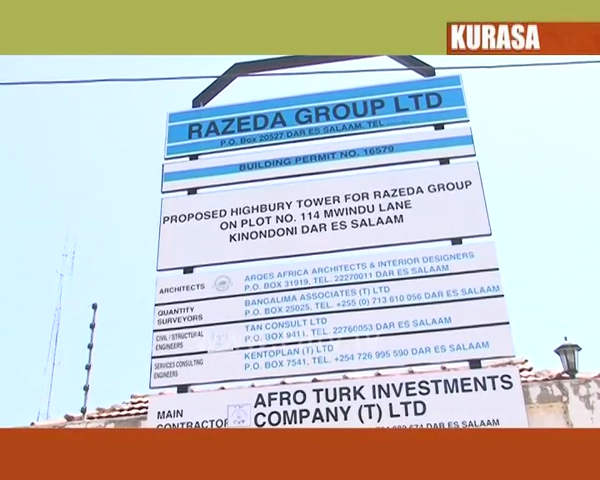 KURASA
RAZEDA GROUP LTD
P.O. Box 20527 DAR ES SALAAM, TEL
BUILDING PERMIT NO. 16579
PROPOSED HIGHBURY TOWER FOR RAZEDA GROUP
ON PLOT NO. 114 MWINDU LANE
KINONDONI DAR ES SALAAM
ARCHITECTS
ARQES AFRICA ARCHITECTS & INTERIOR DESIGNERS
P.O. BOX 31919, TEL. 22270011 DAR ES SALAAM
QUANTITY
SURVEYORS
BANGALIMA ASSOCIATES (T) LTD
P.O. BOX 25025, TEL. +255 (0) 713 610 056 DAR ES SALAAM
CIVIL / STRUCTURAL
ENGINEERS
TAN CONSULT LTD
P.O. BOX 9411, TEL. 22760053 DAR ES SALAAM
SERVICES CONSULTING
ENGINEERS
KENTOPLAN (T) LTD
P.O. BOX 7541, TEL. +254 726 995 590 DAR ES SALAAM
MAIN
CONTRACTOR
AFRO TURK INVESTMENTS
COMPANY (T) LTD
DAR ES SALAAM